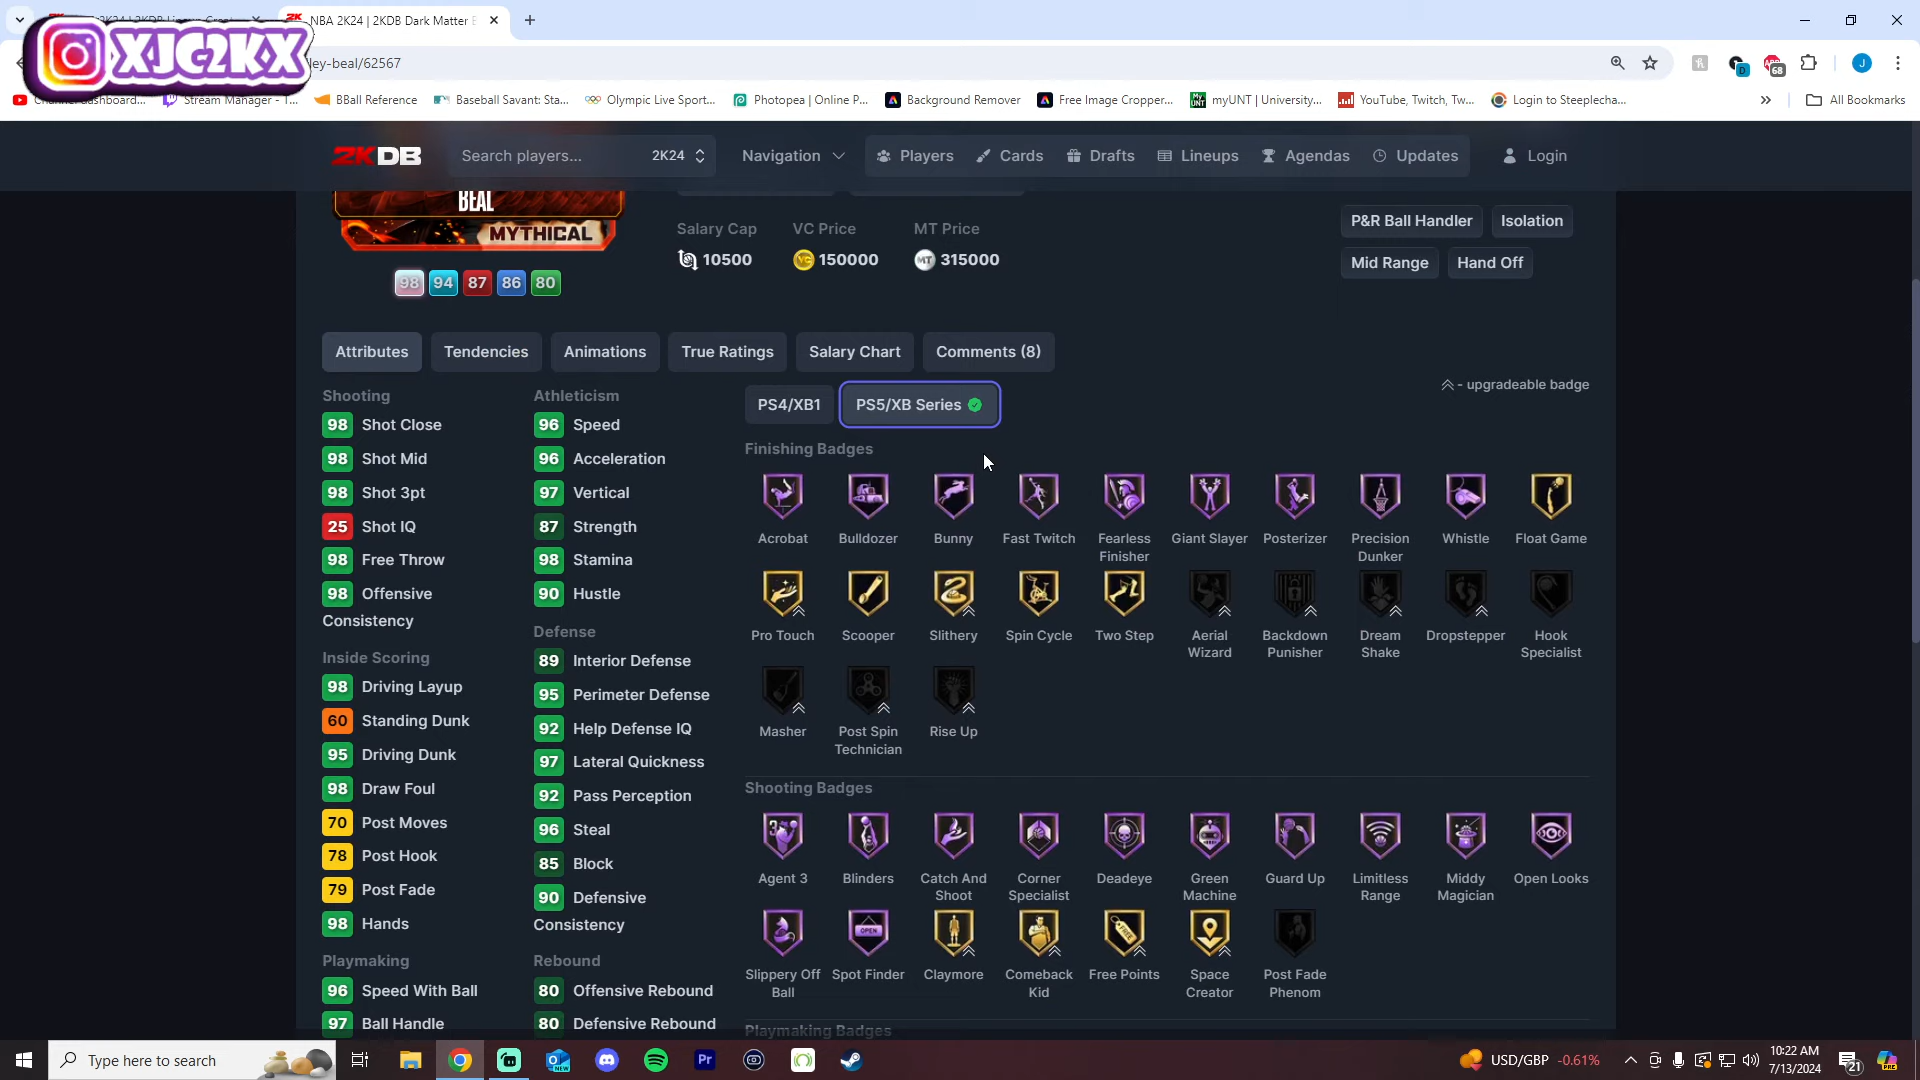 NBA 2K24 | 2KDB Dark Matter
XJC2KX
ley-beal/62567
BBall Reference
Baseball Savant: Sta...
Olympic Live Sport...
Photopea | Online P...
Background Remover
Free Image Cropper...
myUNT | University...
YouTube, Twitch, Tw...
Login to Steeplecha...
All Bookmarks
Stream Manager - T...
D
68
J
2KDB
Search players...
2K24
Navigation
Players
Cards
Drafts
Lineups
Agendas
Updates
Login
BEAL
MYTHICAL
98 94 87 86 80
Salary Cap
10500
VC Price
VC 150000
MT Price
MT 315000
P&R Ball Handler
Isolation
Mid Range
Hand Off
Attributes
Tendencies
Animations
True Ratings
Salary Chart
Comments (8)
Shooting
98 Shot Close
98 Shot Mid
98 Shot 3pt
25 Shot IQ
98 Free Throw
98 Offensive
Consistency
Inside Scoring
98 Driving Layup
60 Standing Dunk
95 Driving Dunk
98 Draw Foul
70 Post Moves
78 Post Hook
79 Post Fade
98 Hands
Playmaking
96 Speed With Ball
97 Ball Handle
Athleticism
96 Speed
96 Acceleration
97 Vertical
87 Strength
98 Stamina
90 Hustle
Defense
89 Interior Defense
95 Perimeter Defense
92 Help Defense IQ
97 Lateral Quickness
92 Pass Perception
96 Steal
85 Block
90 Defensive
Consistency
Rebound
80 Offensive Rebound
80 Defensive Rebound
PS4/XB1
PS5/XB Series
- upgradeable badge
Finishing Badges
Acrobat
Bulldozer
Bunny
Fast Twitch
Fearless
Finisher
Giant Slayer
Posterizer
Precision
Dunker
Whistle
Float Game
Pro Touch
Scooper
Slithery
Spin Cycle
Two Step
Aerial
Wizard
Backdown
Punisher
Dream
Shake
Dropstepper
Hook
Specialist
Masher
Post Spin
Technician
Rise Up
Shooting Badges
Agent 3
Blinders
Catch And
Shoot
Corner
Specialist
Deadeye
Green
Machine
Guard Up
Limitless
Range
Middy
Magician
Open Looks
Slippery Off
Ball
Spot Finder
Claymore
Comeback
Kid
Free Points
Space
Creator
Post Fade
Phenom
Playmaking Badges
Type here to search
USD/GBP -0.61%
10:22 AM
7/13/2024
21